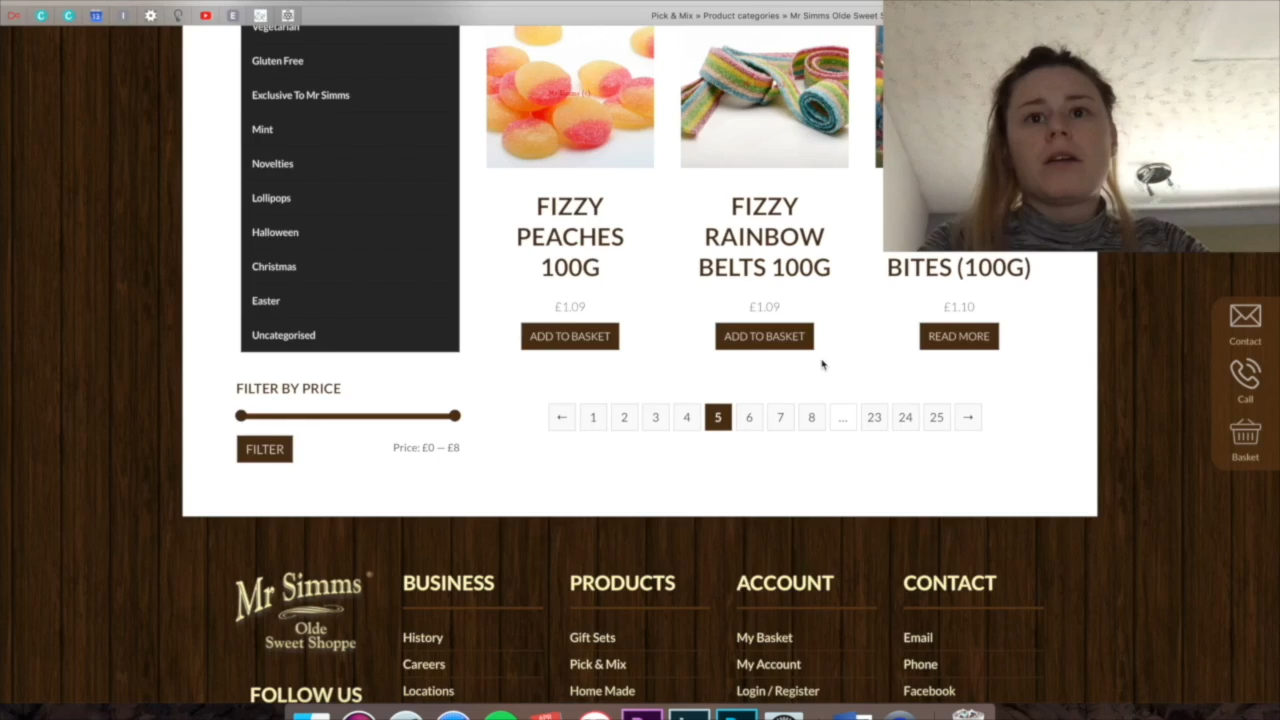 Pick & Mix » Product categories » Mr Simms Olde Sweet S
Vegetarian
Gluten Free
Exclusive To Mr Simms
Mint
Novelties
Lollipops
Halloween
Christmas
Easter
Uncategorised
FILTER BY PRICE
FILTER
Price: £0 — £8
FIZZY
PEACHES
100G
£1.09
ADD TO BASKET
FIZZY
RAINBOW
BELTS 100G
£1.09
ADD TO BASKET
BITES (100G)
£1.10
READ MORE
← 1 2 3 4 5 6 7 8 … 23 24 25 →
Contact
Call
Basket
Mr Simms®
Olde
Sweet Shoppe
FOLLOW US
BUSINESS
History
Careers
Locations
PRODUCTS
Gift Sets
Pick & Mix
Home Made
ACCOUNT
My Basket
My Account
Login / Register
CONTACT
Email
Phone
Facebook